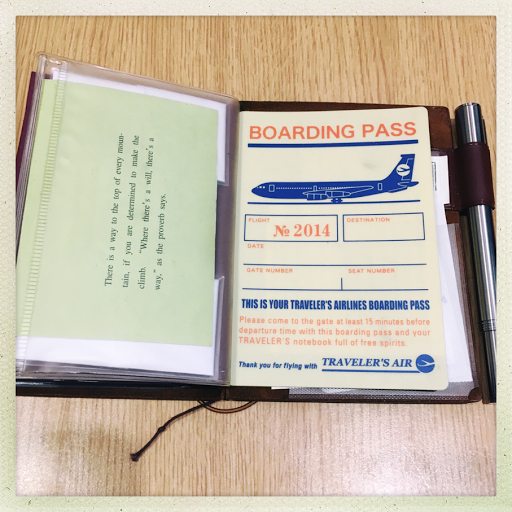 There is a way to the top of every moun-
tain, if you are determined to make the
climb. "Where there's a will, there's a
way," as the proverb says.
BOARDING PASS
FLIGHT
№ 2014
DESTINATION
DATE
GATE NUMBER
SEAT NUMBER
THIS IS YOUR TRAVELER'S AIRLINES BOARDING PASS
Please come to the gate at least 15 minutes before
departure time with this boarding pass and your
TRAVELER'S notebook full of free spirits.
Thank you for flying with TRAVELER'S AIR